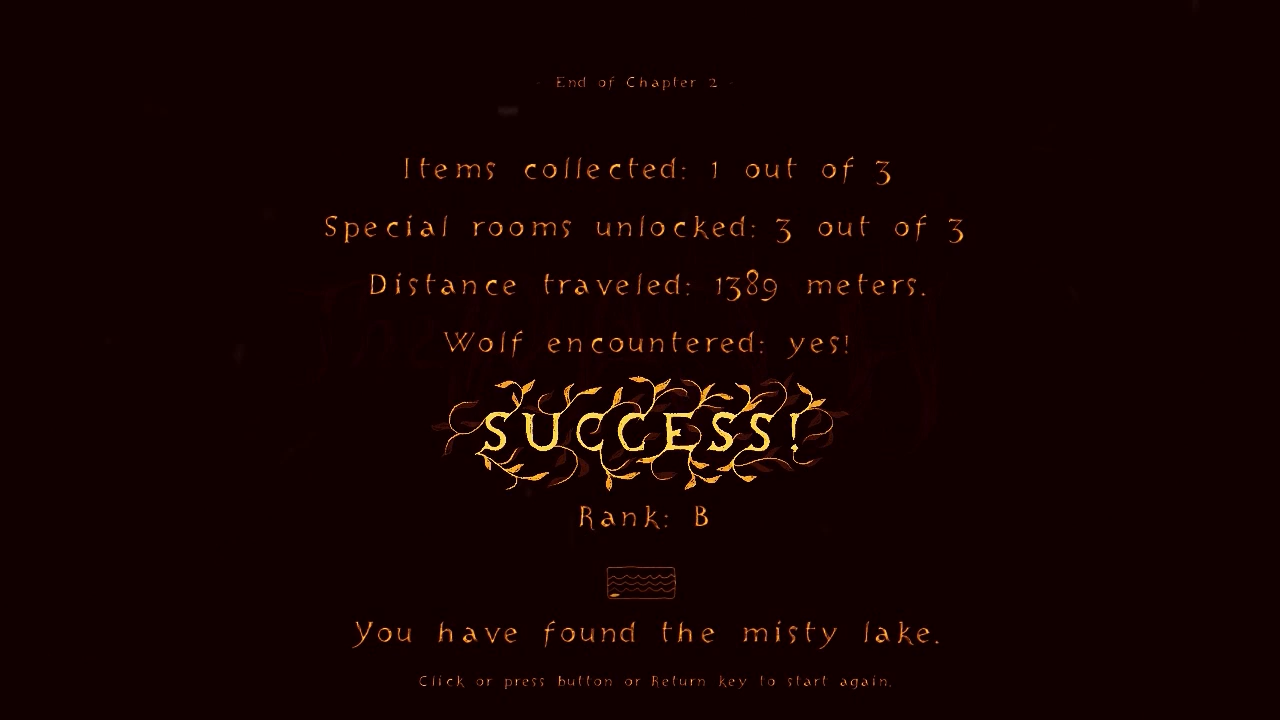 - End of Chapter 2 -
Items collected: 1 out of 3
Special rooms unlocked: 3 out of 3
Distance traveled: 1389 meters.
Wolf encountered: yes!
SUCCESS!
Rank: B
You have found the misty lake.
Click or press button or Return key to start again.